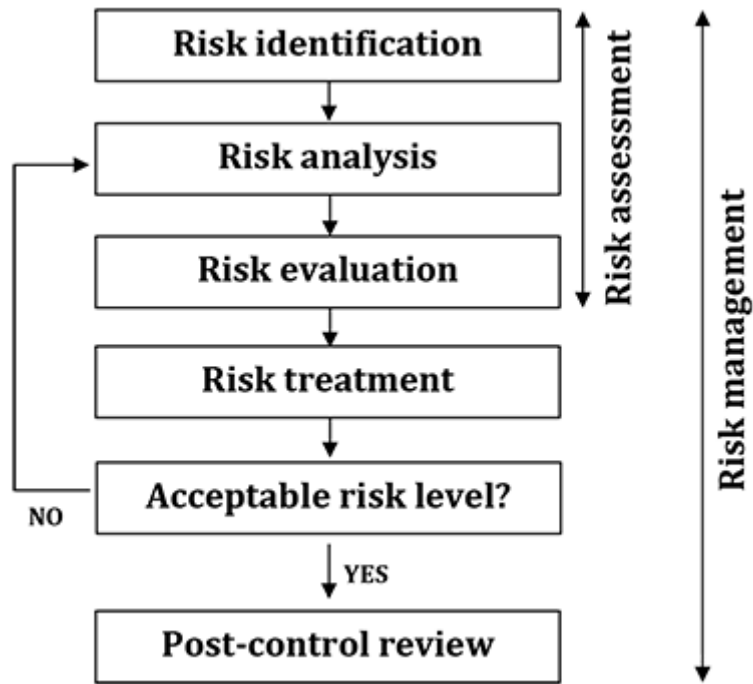 Risk identification
Risk analysis
Risk evaluation
Risk treatment
Acceptable risk level?
NO
YES
Post-control review
Risk assessment
Risk management